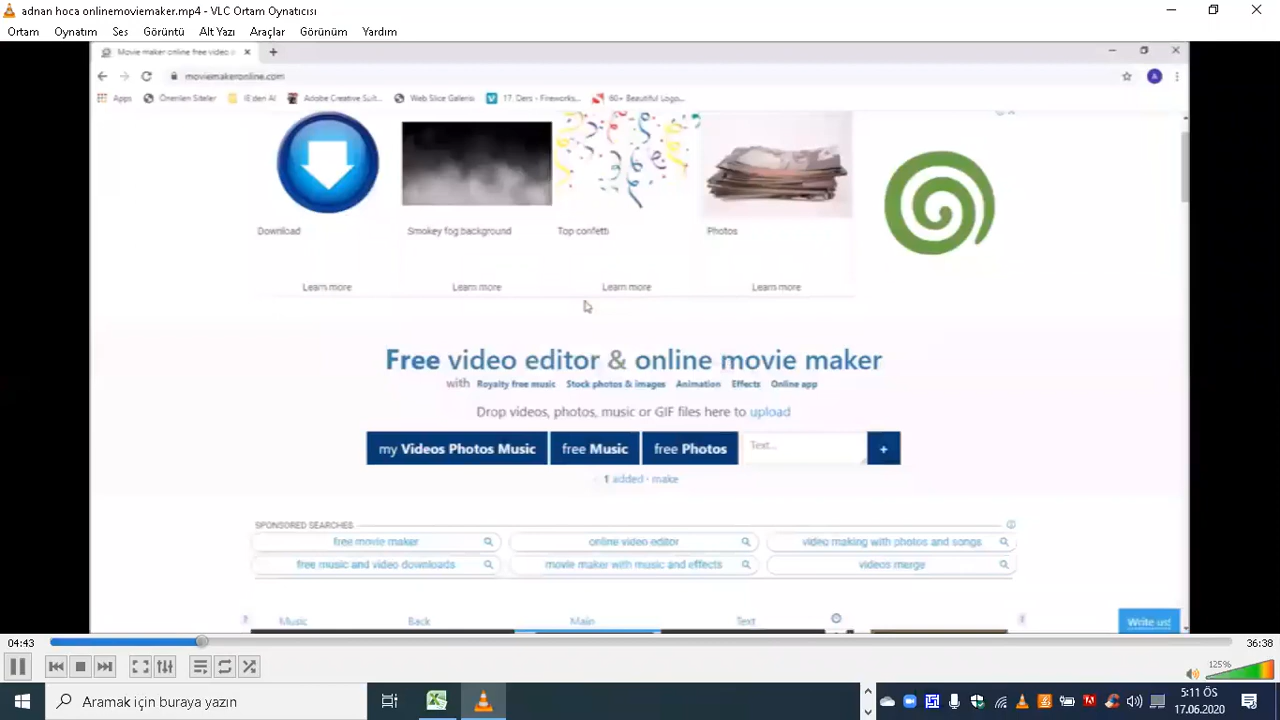 adnan hoca onlinemoviemaker.mp4 - VLC Ortam Oynatıcısı
Ortam Oynatım Ses Görüntü Alt Yazı Araçlar Görünüm Yardım
Movie maker online free video
moviemakeronline.com
A
Apps Önerilen Siteler IE'den Al Adobe Creative Suit... Web Slice Galerisi 17. Ders - Fireworks... 60+ Beautiful Logo...
Download Smokey fog background Top confetti Photos
Learn more Learn more Learn more Learn more
Free video editor & online movie maker
with Royalty free music Stock photos & images Animation Effects Online app
Drop videos, photos, music or GIF files here to upload
my Videos Photos Music free Music free Photos Text... +
1 added · make
SPONSORED SEARCHES
free movie maker online video editor video making with photos and songs
free music and video downloads movie maker with music and effects videos merge
? Music Back Main Text ?
Write us!
04:43 36:38
125%
Aramak için buraya yazın
5:11 ÖS
17.06.2020